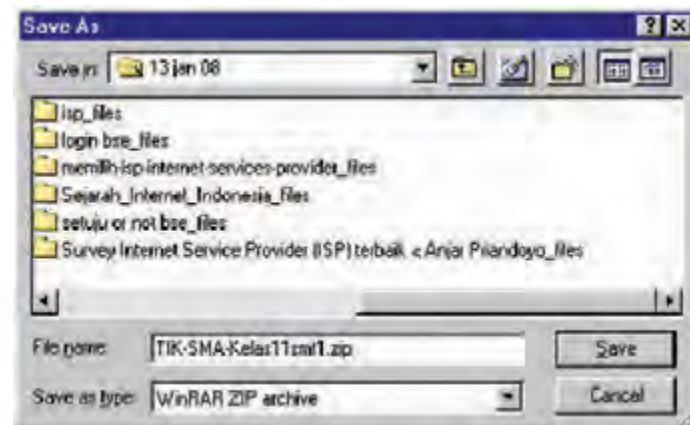 Save As
Save in: 13 jan 08
isp_files
login bse_files
memilih-isp-internet-services-provider_files
Sejarah_Internet_Indonesia_files
setuju or not bse_files
Survey Internet Service Provider (ISP) terbaik « Anjar Priandoyo_files
File name: TIK-SMA-Kelas11smt1.zip Save
Save as type: WinRAR ZIP archive Cancel